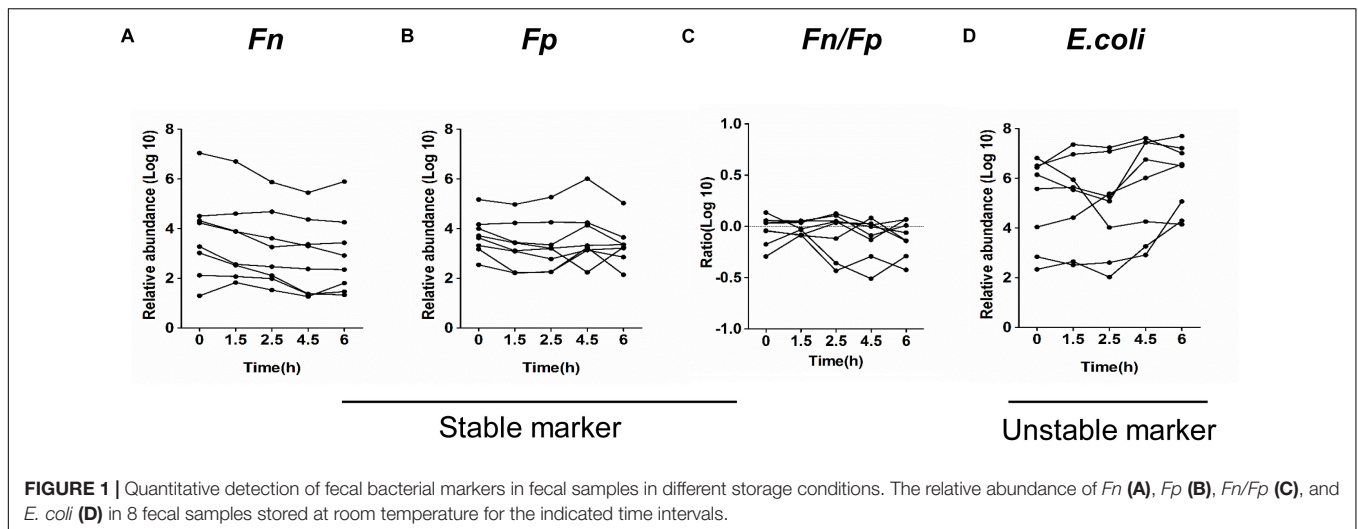 A Fn B Fp C Fn/Fp D E.coli
Relative abundance (Log 10)
8
6
4
2
0
0 1.5 2.5 4.5 6
Time(h)
Relative abundance (Log 10)
8
6
4
2
0
0 1.5 2.5 4.5 6
Time(h)
Ratio(Log 10)
1.0
0.5
0.0
-0.5
-1.0
0 1.5 2.5 4.5 6
Time(h)
Relative abundance (Log 10)
8
6
4
2
0
0 1.5 2.5 4.5 6
Time(h)
Stable marker
Unstable marker
FIGURE 1 | Quantitative detection of fecal bacterial markers in fecal samples in different storage conditions. The relative abundance of Fn (A), Fp (B), Fn/Fp (C), and
E. coli (D) in 8 fecal samples stored at room temperature for the indicated time intervals.